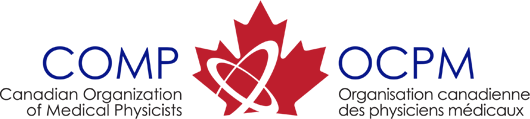 COMP
Canadian Organization
of Medical Physicists
OCPM
Organisation canadienne
des physiciens médicaux